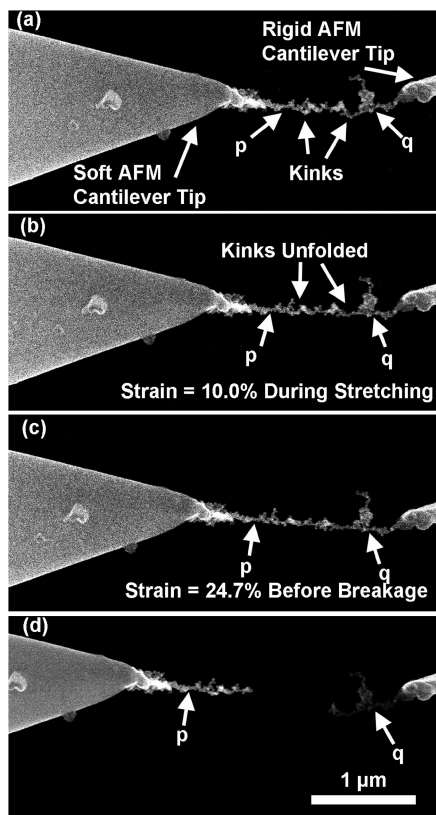 (a)
Rigid AFM
Cantilever Tip
p
q
Soft AFM
Cantilever Tip
Kinks
(b)
Kinks Unfolded
p
q
Strain = 10.0% During Stretching
(c)
p
q
Strain = 24.7% Before Breakage
(d)
p
q
1 µm